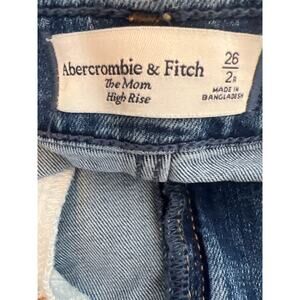 Abercrombie & Fitch
The Mom
High Rise
26
2R
MADE IN
BANGLADESH